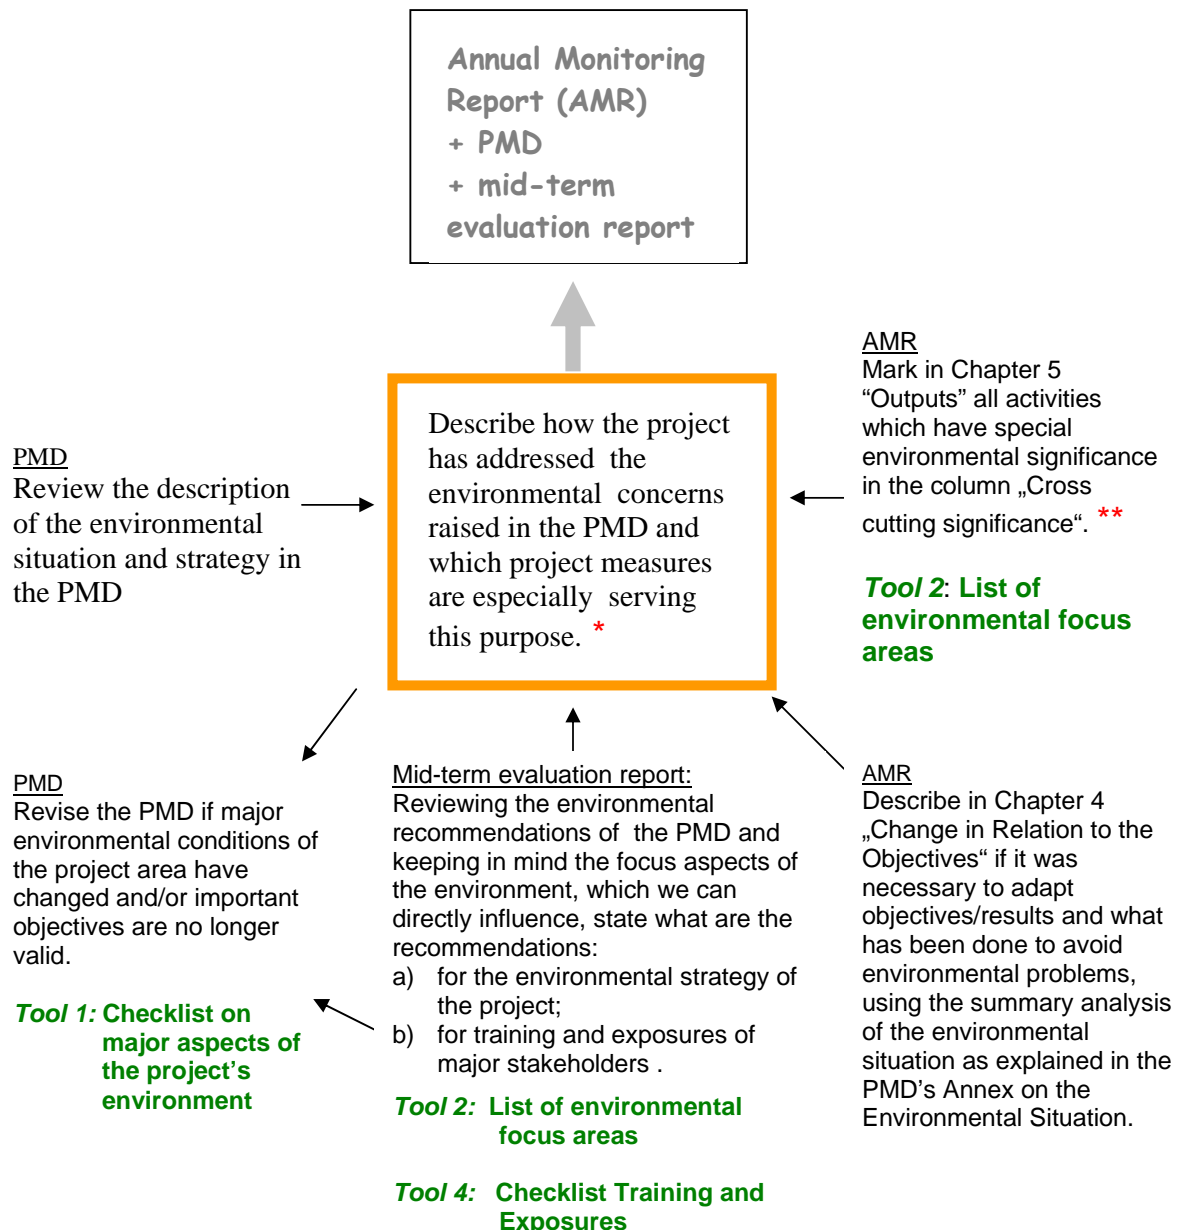 Annual Monitoring
Report (AMR)
+ PMD
+ mid-term
evaluation report
PMD
Review the description
of the environmental
situation and strategy in
the PMD
Describe how the project
has addressed the
environmental concerns
raised in the PMD and
which project measures
are especially serving
this purpose. *
AMR
Mark in Chapter 5
“Outputs” all activities
which have special
environmental significance
in the column „Cross
cutting significance“. **
Tool 2: List of
environmental focus
areas
PMD
Revise the PMD if major
environmental conditions of
the project area have
changed and/or important
objectives are no longer
valid.
Tool 1: Checklist on
major aspects of
the project’s
environment
Mid-term evaluation report:
Reviewing the environmental
recommendations of the PMD and
keeping in mind the focus aspects of
the environment, which we can
directly influence, state what are the
recommendations:
a) for the environmental strategy of
the project;
b) for training and exposures of
major stakeholders .
Tool 2: List of environmental
focus areas
Tool 4: Checklist Training and
Exposures
AMR
Describe in Chapter 4
„Change in Relation to the
Objectives“ if it was
necessary to adapt
objectives/results and what
has been done to avoid
environmental problems,
using the summary analysis
of the environmental
situation as explained in the
PMD’s Annex on the
Environmental Situation.